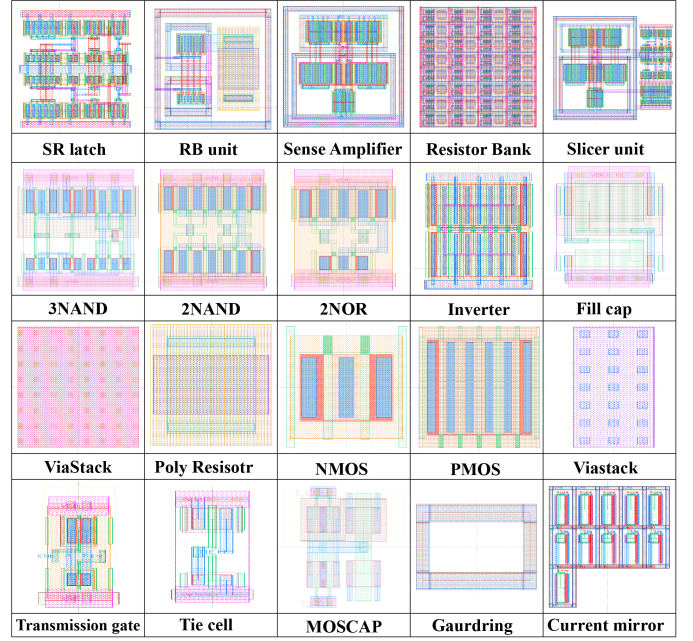 SR latch
RB unit
Sense Amplifier
Resistor Bank
Slicer unit
3NAND
2NAND
2NOR
Inverter
Fill cap
ViaStack
Poly Resisotr
NMOS
PMOS
Viastack
Transmission gate
Tie cell
MOSCAP
Gaurdring
Current mirror